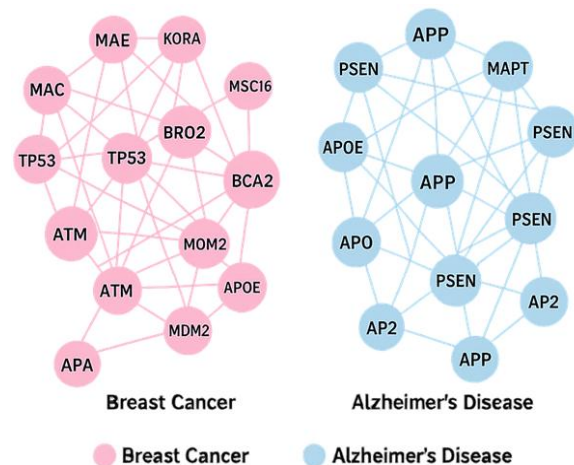 MAE
KORA
MAC
MSC16
BRO2
TP53
TP53
BCA2
ATM
MOM2
ATM
APOE
MDM2
APA
Breast Cancer
APP
PSEN
MAPT
APOE
PSEN
APP
PSEN
APO
PSEN
AP2
AP2
APP
Alzheimer's Disease
Breast Cancer
Alzheimer's Disease